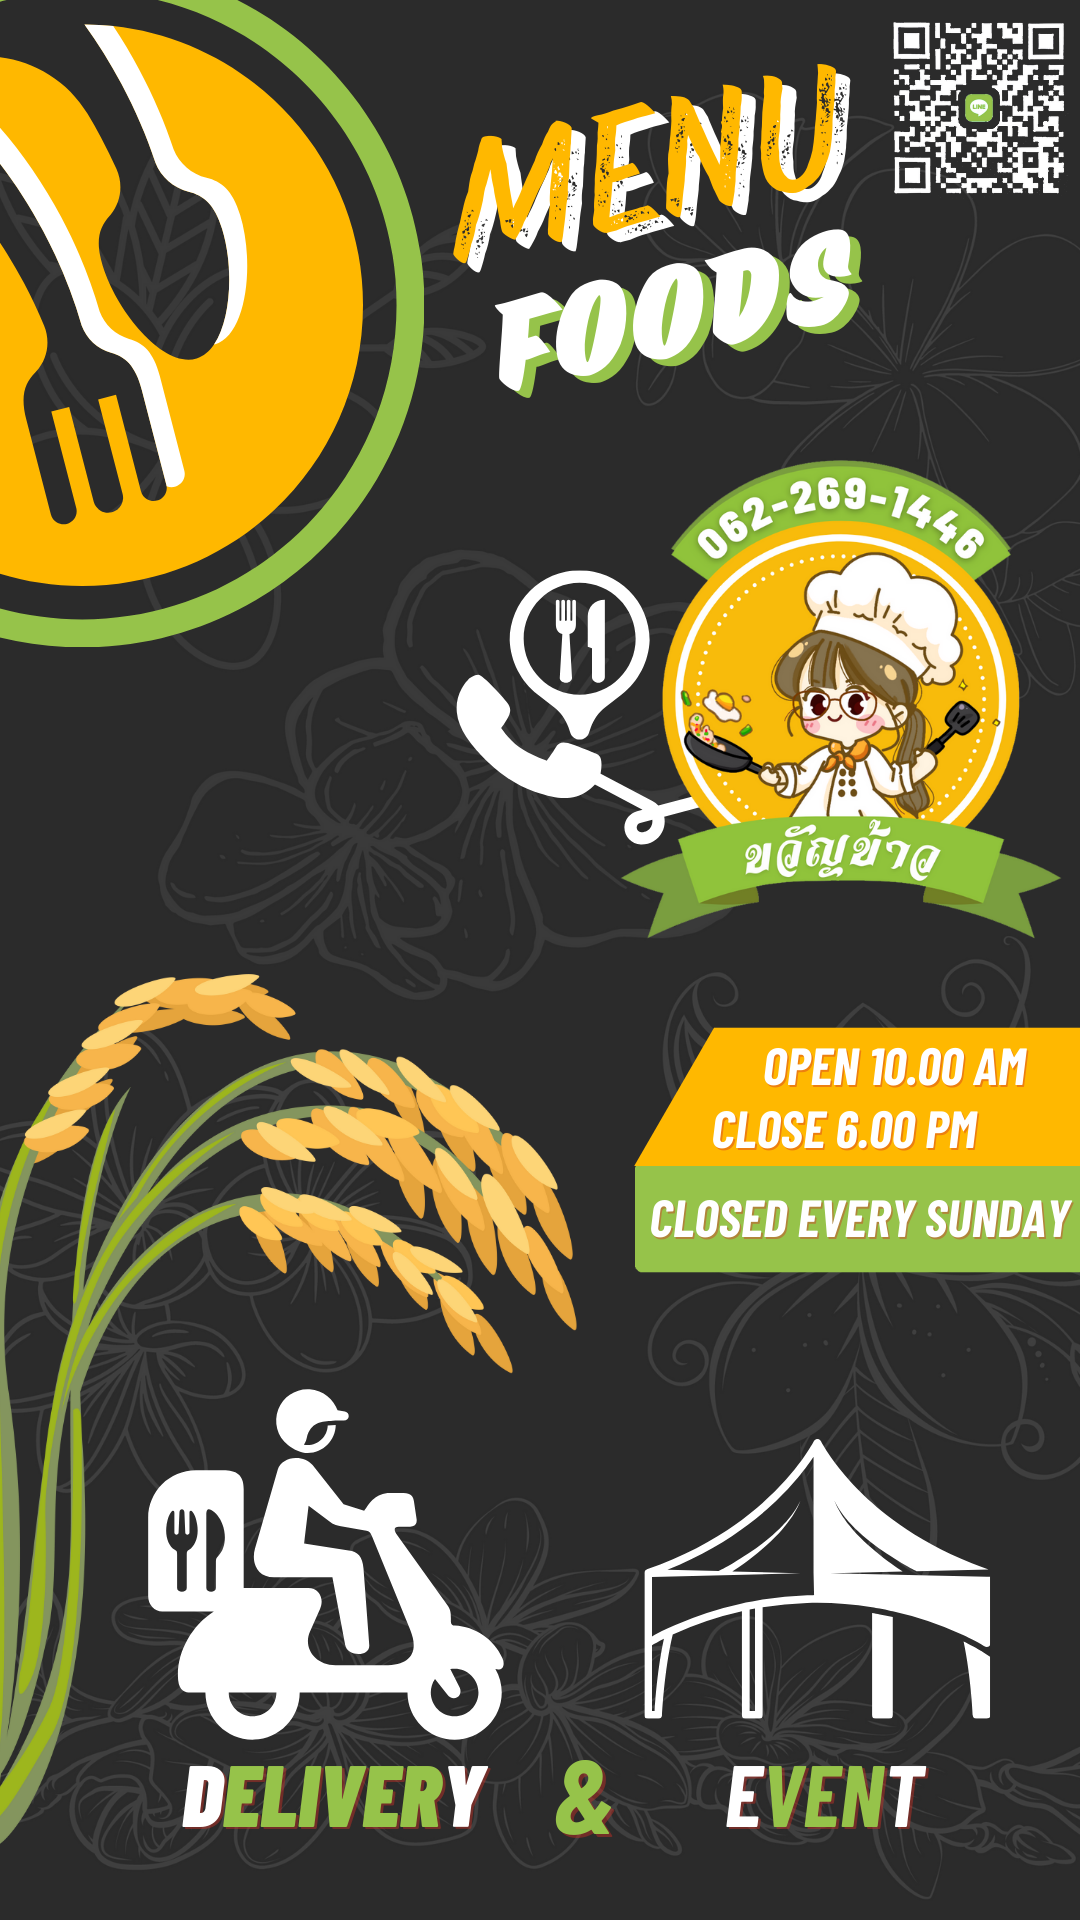 MENU
FOODS
LINE
062-269-1446
ขวัญข้าว
OPEN 10.00 AM
CLOSE 6.00 PM
CLOSED EVERY SUNDAY
DELIVERY & EVENT